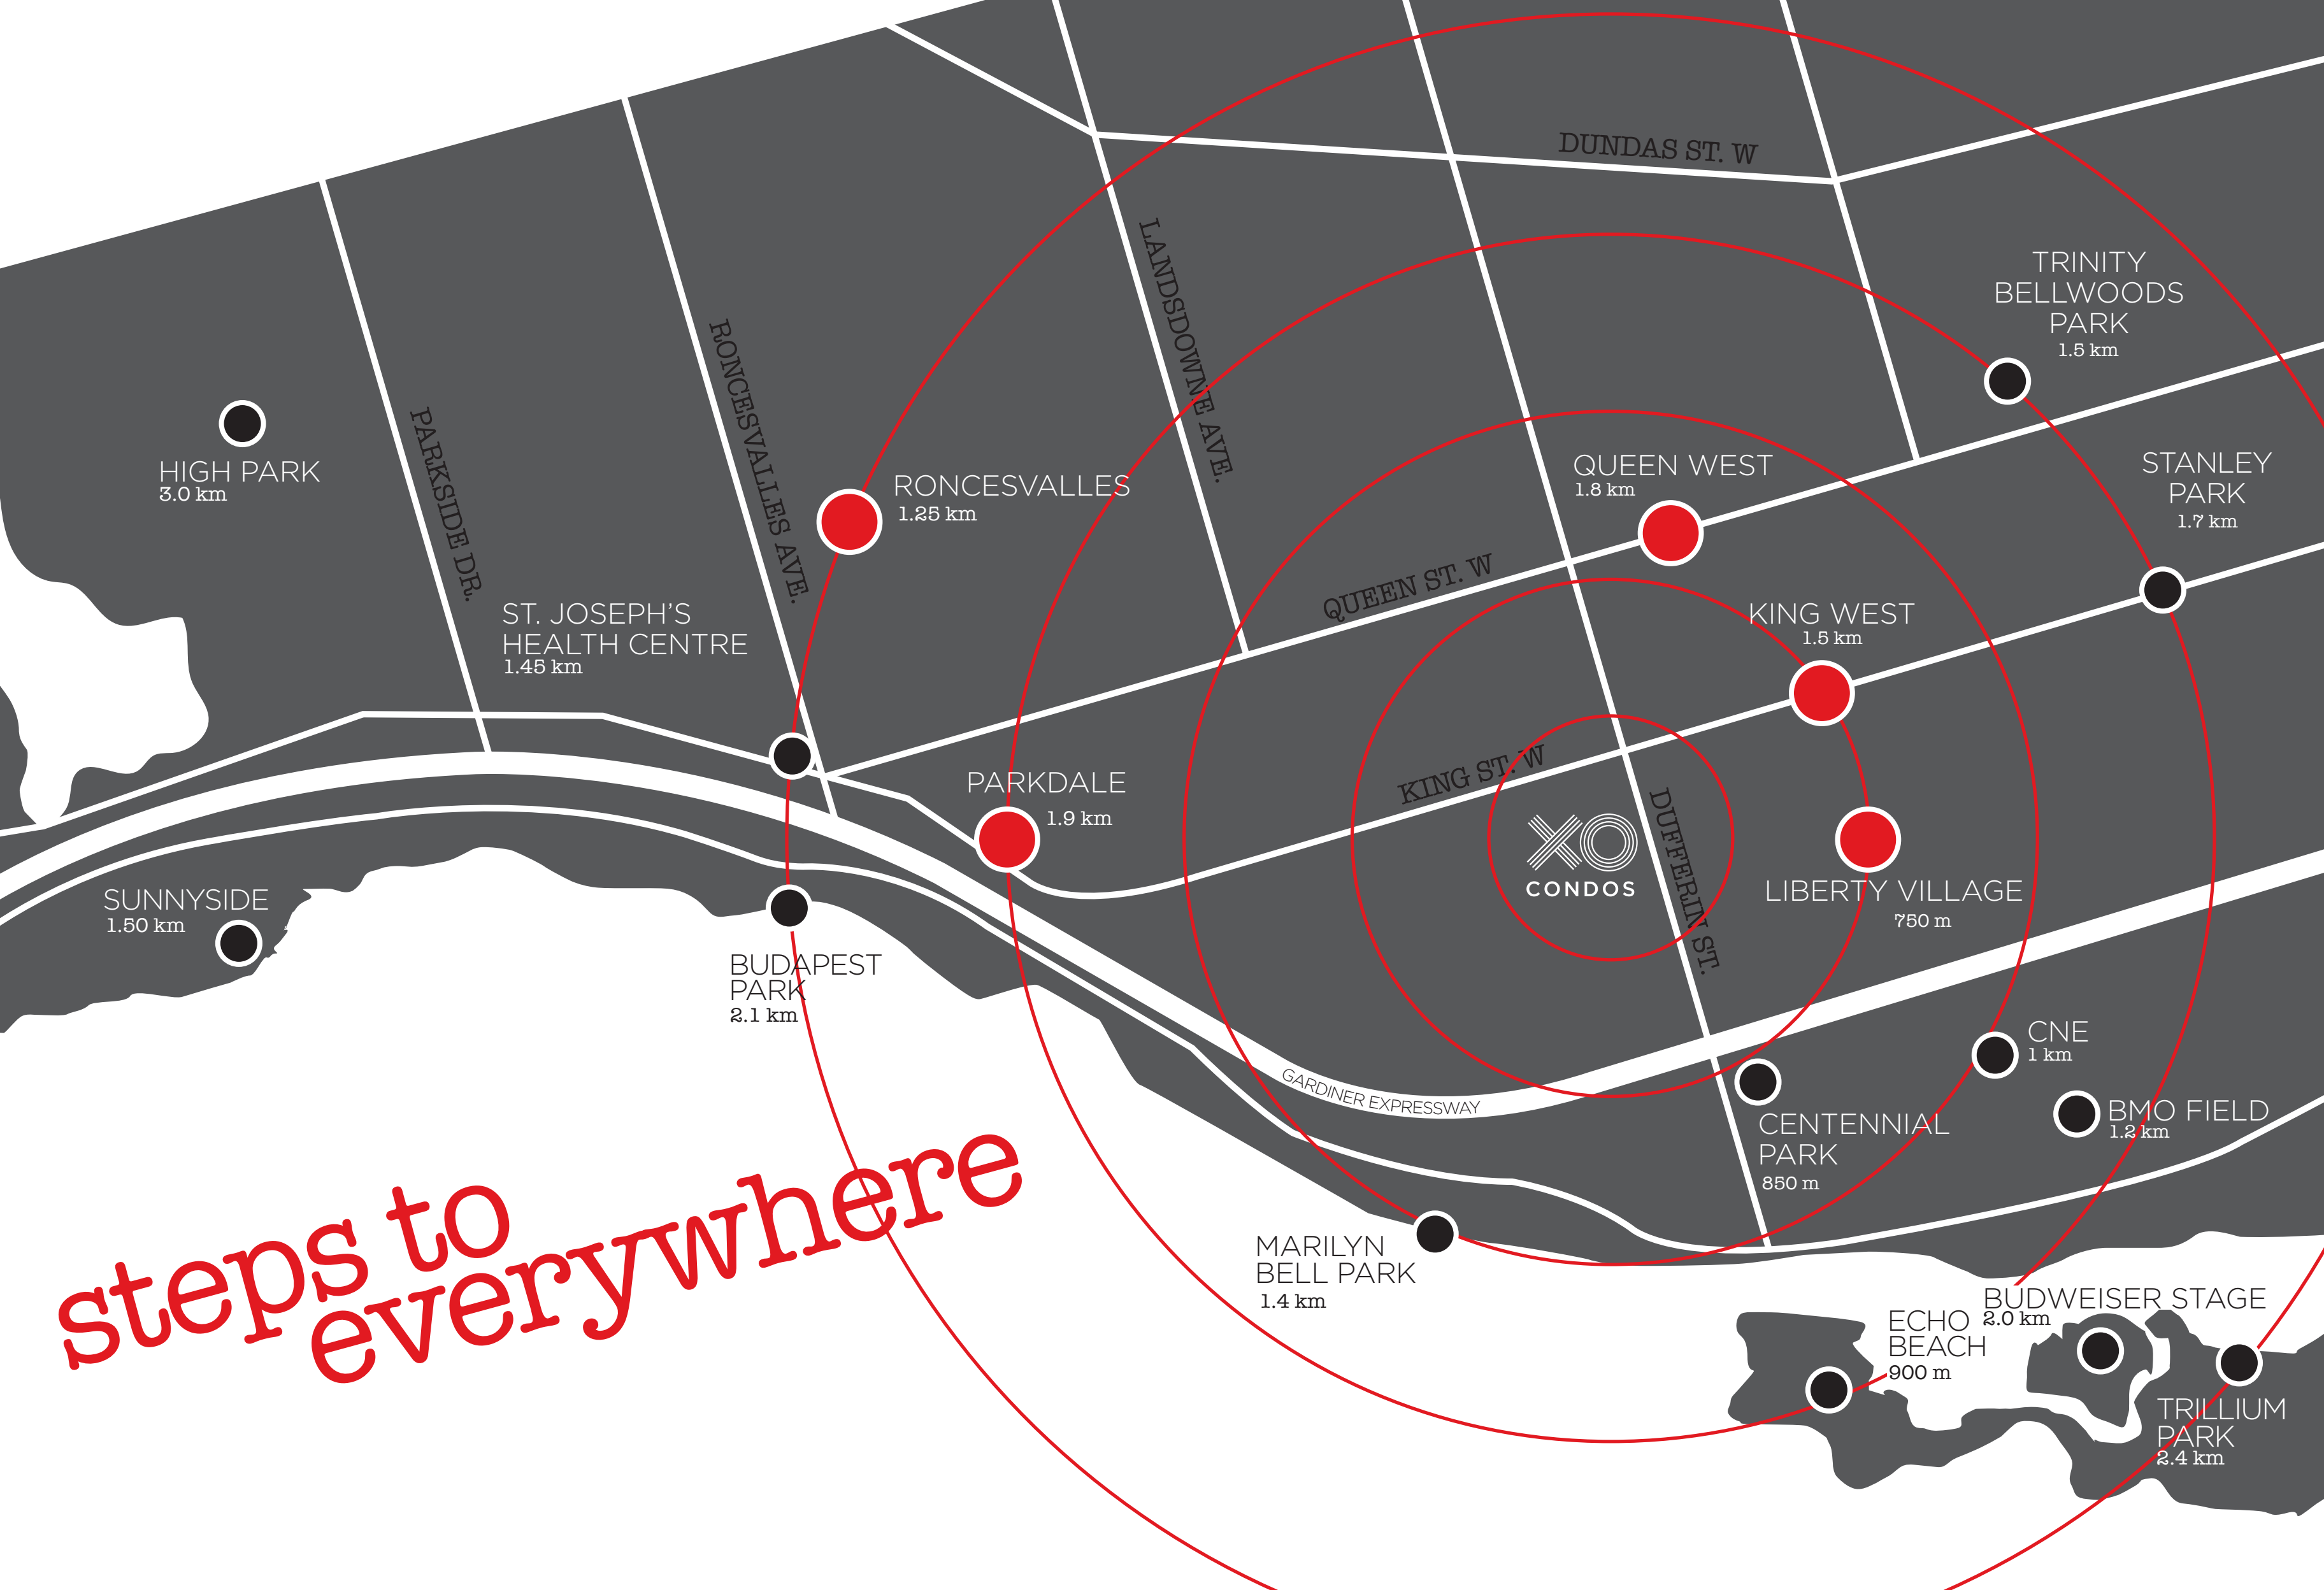 DUNDAS ST. W
LANDSDOWNE AVE.
TRINITY
BELLWOODS
PARK
1.5 km
RONCESVALLES AVE.
PARKSIDE DR.
HIGH PARK
3.0 km
RONCESVALLES
1.25 km
QUEEN WEST
1.8 km
STANLEY
PARK
1.7 km
QUEEN ST. W
ST. JOSEPH'S
HEALTH CENTRE
1.45 km
KING WEST
1.5 km
PARKDALE
1.9 km
KING ST. W
XO
CONDOS
DUFFERIN ST.
LIBERTY VILLAGE
750 m
SUNNYSIDE
1.50 km
BUDAPEST
PARK
2.1 km
GARDINER EXPRESSWAY
CNE
1 km
BMO FIELD
1.2 km
CENTENNIAL
PARK
850 m
steps to
everywhere
MARILYN
BELL PARK
1.4 km
BUDWEISER STAGE
2.0 km
ECHO
BEACH
900 m
TRILLIUM
PARK
2.4 km